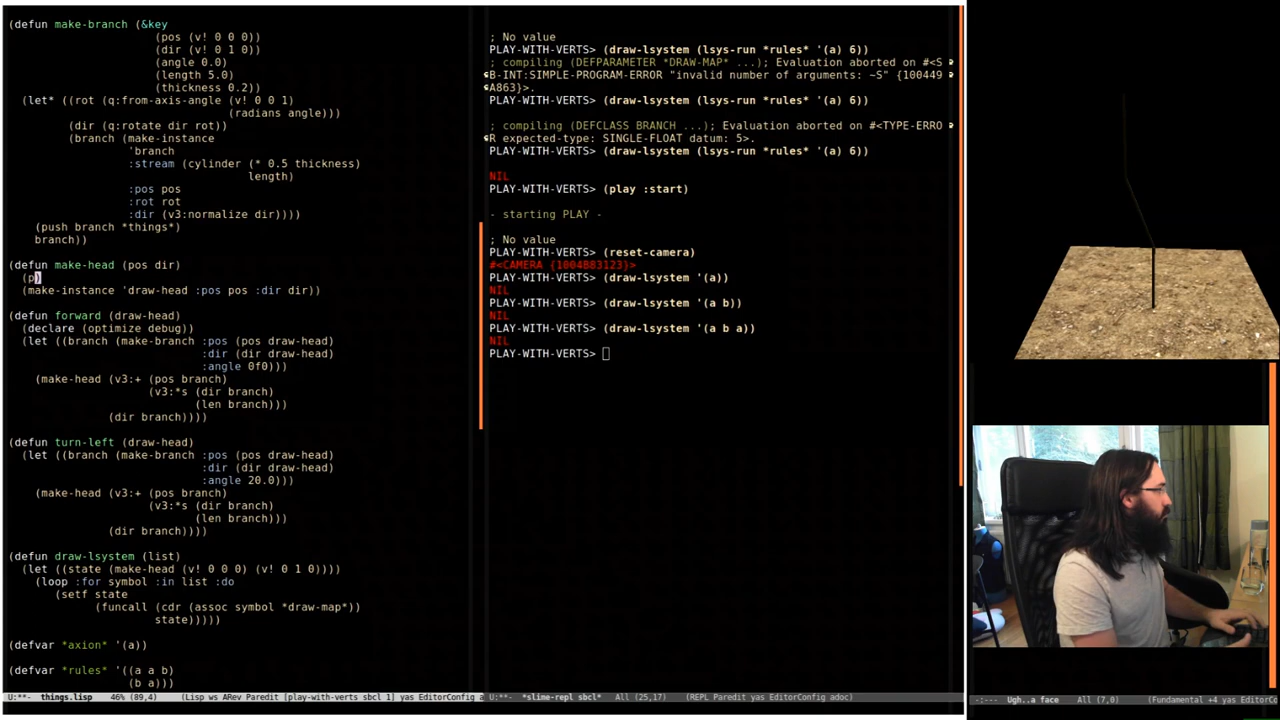 (defun make-branch (&key
(pos (v! 0 0 0))
(dir (v! 0 1 0))
(angle 0.0)
(length 5.0)
(thickness 0.2))
(let* ((rot (q:from-axis-angle (v! 0 0 1)
(radians angle)))
(dir (q:rotate dir rot))
(branch (make-instance
'branch
:stream (cylinder (* 0.5 thickness)
length)
:pos pos
:rot rot
:dir (v3:normalize dir))))
(push branch *things*)
branch))
(defun make-head (pos dir)
(p)
(make-instance 'draw-head :pos pos :dir dir))
(defun forward (draw-head)
(declare (optimize debug))
(let ((branch (make-branch :pos (pos draw-head)
:dir (dir draw-head)
:angle 0f0)))
(make-head (v3:+ (pos branch)
(v3:*s (dir branch)
(len branch)))
(dir branch))))
(defun turn-left (draw-head)
(let ((branch (make-branch :pos (pos draw-head)
:dir (dir draw-head)
:angle 20.0)))
(make-head (v3:+ (pos branch)
(v3:*s (dir branch)
(len branch)))
(dir branch))))
(defun draw-lsystem (list)
(let ((state (make-head (v! 0 0 0) (v! 0 1 0))))
(loop :for symbol :in list :do
(setf state
(funcall (cdr (assoc symbol *draw-map*))
state)))))
(defvar *axion* '(a))
(defvar *rules* '((a a b)
(b a)))
U:**- things.lisp 46% (89,4) (Lisp ws ARev Paredit [play-with-verts sbcl 1] yas EditorConfig a
; No value
PLAY-WITH-VERTS> (draw-lsystem (lsys-run *rules* '(a) 6))
; compiling (DEFPARAMETER *DRAW-MAP* ...); Evaluation aborted on #<S
B-INT:SIMPLE-PROGRAM-ERROR "invalid number of arguments: ~S" {100449
A863}>.
PLAY-WITH-VERTS> (draw-lsystem (lsys-run *rules* '(a) 6))
; compiling (DEFCLASS BRANCH ...); Evaluation aborted on #<TYPE-ERRO
R expected-type: SINGLE-FLOAT datum: 5>.
PLAY-WITH-VERTS> (draw-lsystem (lsys-run *rules* '(a) 6))
NIL
PLAY-WITH-VERTS> (play :start)
- starting PLAY -
; No value
PLAY-WITH-VERTS> (reset-camera)
#<CAMERA {1004B83123}>
PLAY-WITH-VERTS> (draw-lsystem '(a))
NIL
PLAY-WITH-VERTS> (draw-lsystem '(a b))
NIL
PLAY-WITH-VERTS> (draw-lsystem '(a b a))
NIL
PLAY-WITH-VERTS>
U:**- *slime-repl sbcl* All (25,17) (REPL Paredit yas EditorConfig adoc)
-:--- Ugh..a face All (7,0) (Fundamental +4 yas EditorCo